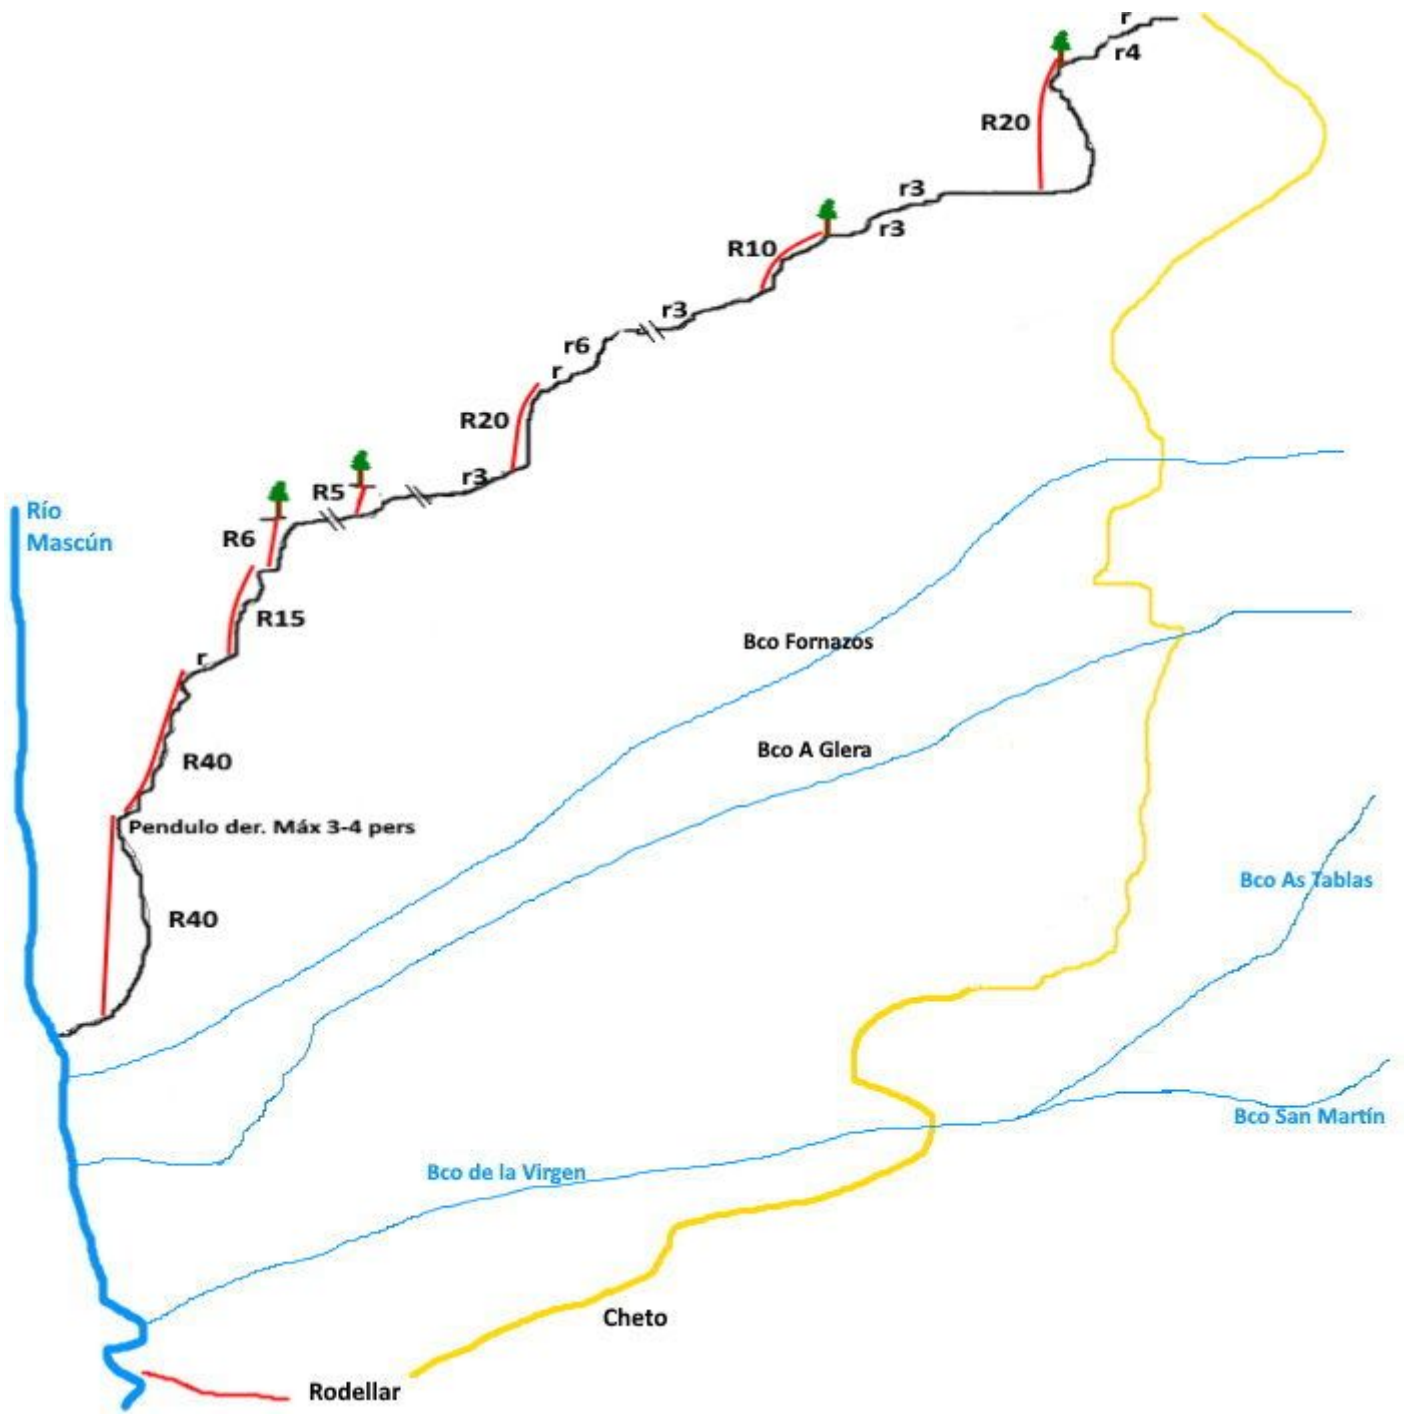 r
r4
R20
r3
r3
R10
r3
r6
r
R20
r3
R5
R6
Río
Mascún
R15
r
R40
Pendulo der. Máx 3-4 pers
R40
Bco Fornazos
Bco A Glera
Bco As Tablas
Bco San Martín
Bco de la Virgen
Cheto
Rodellar